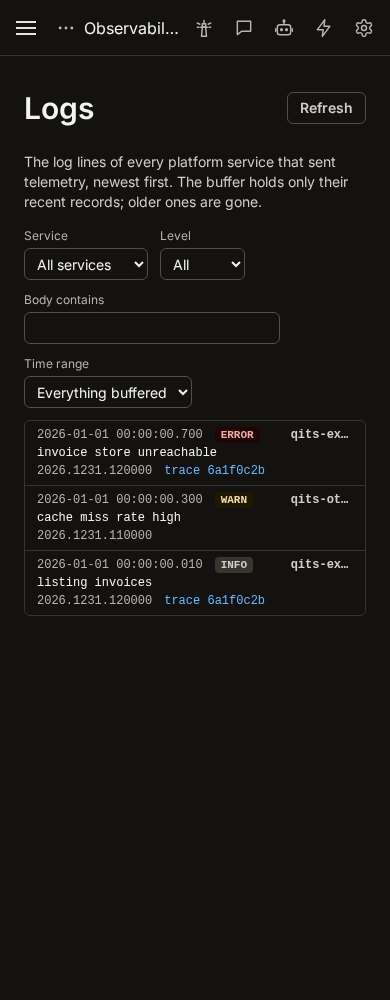 ... Observabil...
Logs
Refresh
The log lines of every platform service that sent
telemetry, newest first. The buffer holds only their
recent records; older ones are gone.
Service
Level
All services
All
Body contains
Time range
Everything buffered
2026-01-01 00:00:00.700 ERROR qits-ex…
invoice store unreachable
2026.1231.120000 trace 6a1f0c2b
2026-01-01 00:00:00.300 WARN qits-ot…
cache miss rate high
2026.1231.110000
2026-01-01 00:00:00.010 INFO qits-ex…
listing invoices
2026.1231.120000 trace 6a1f0c2b